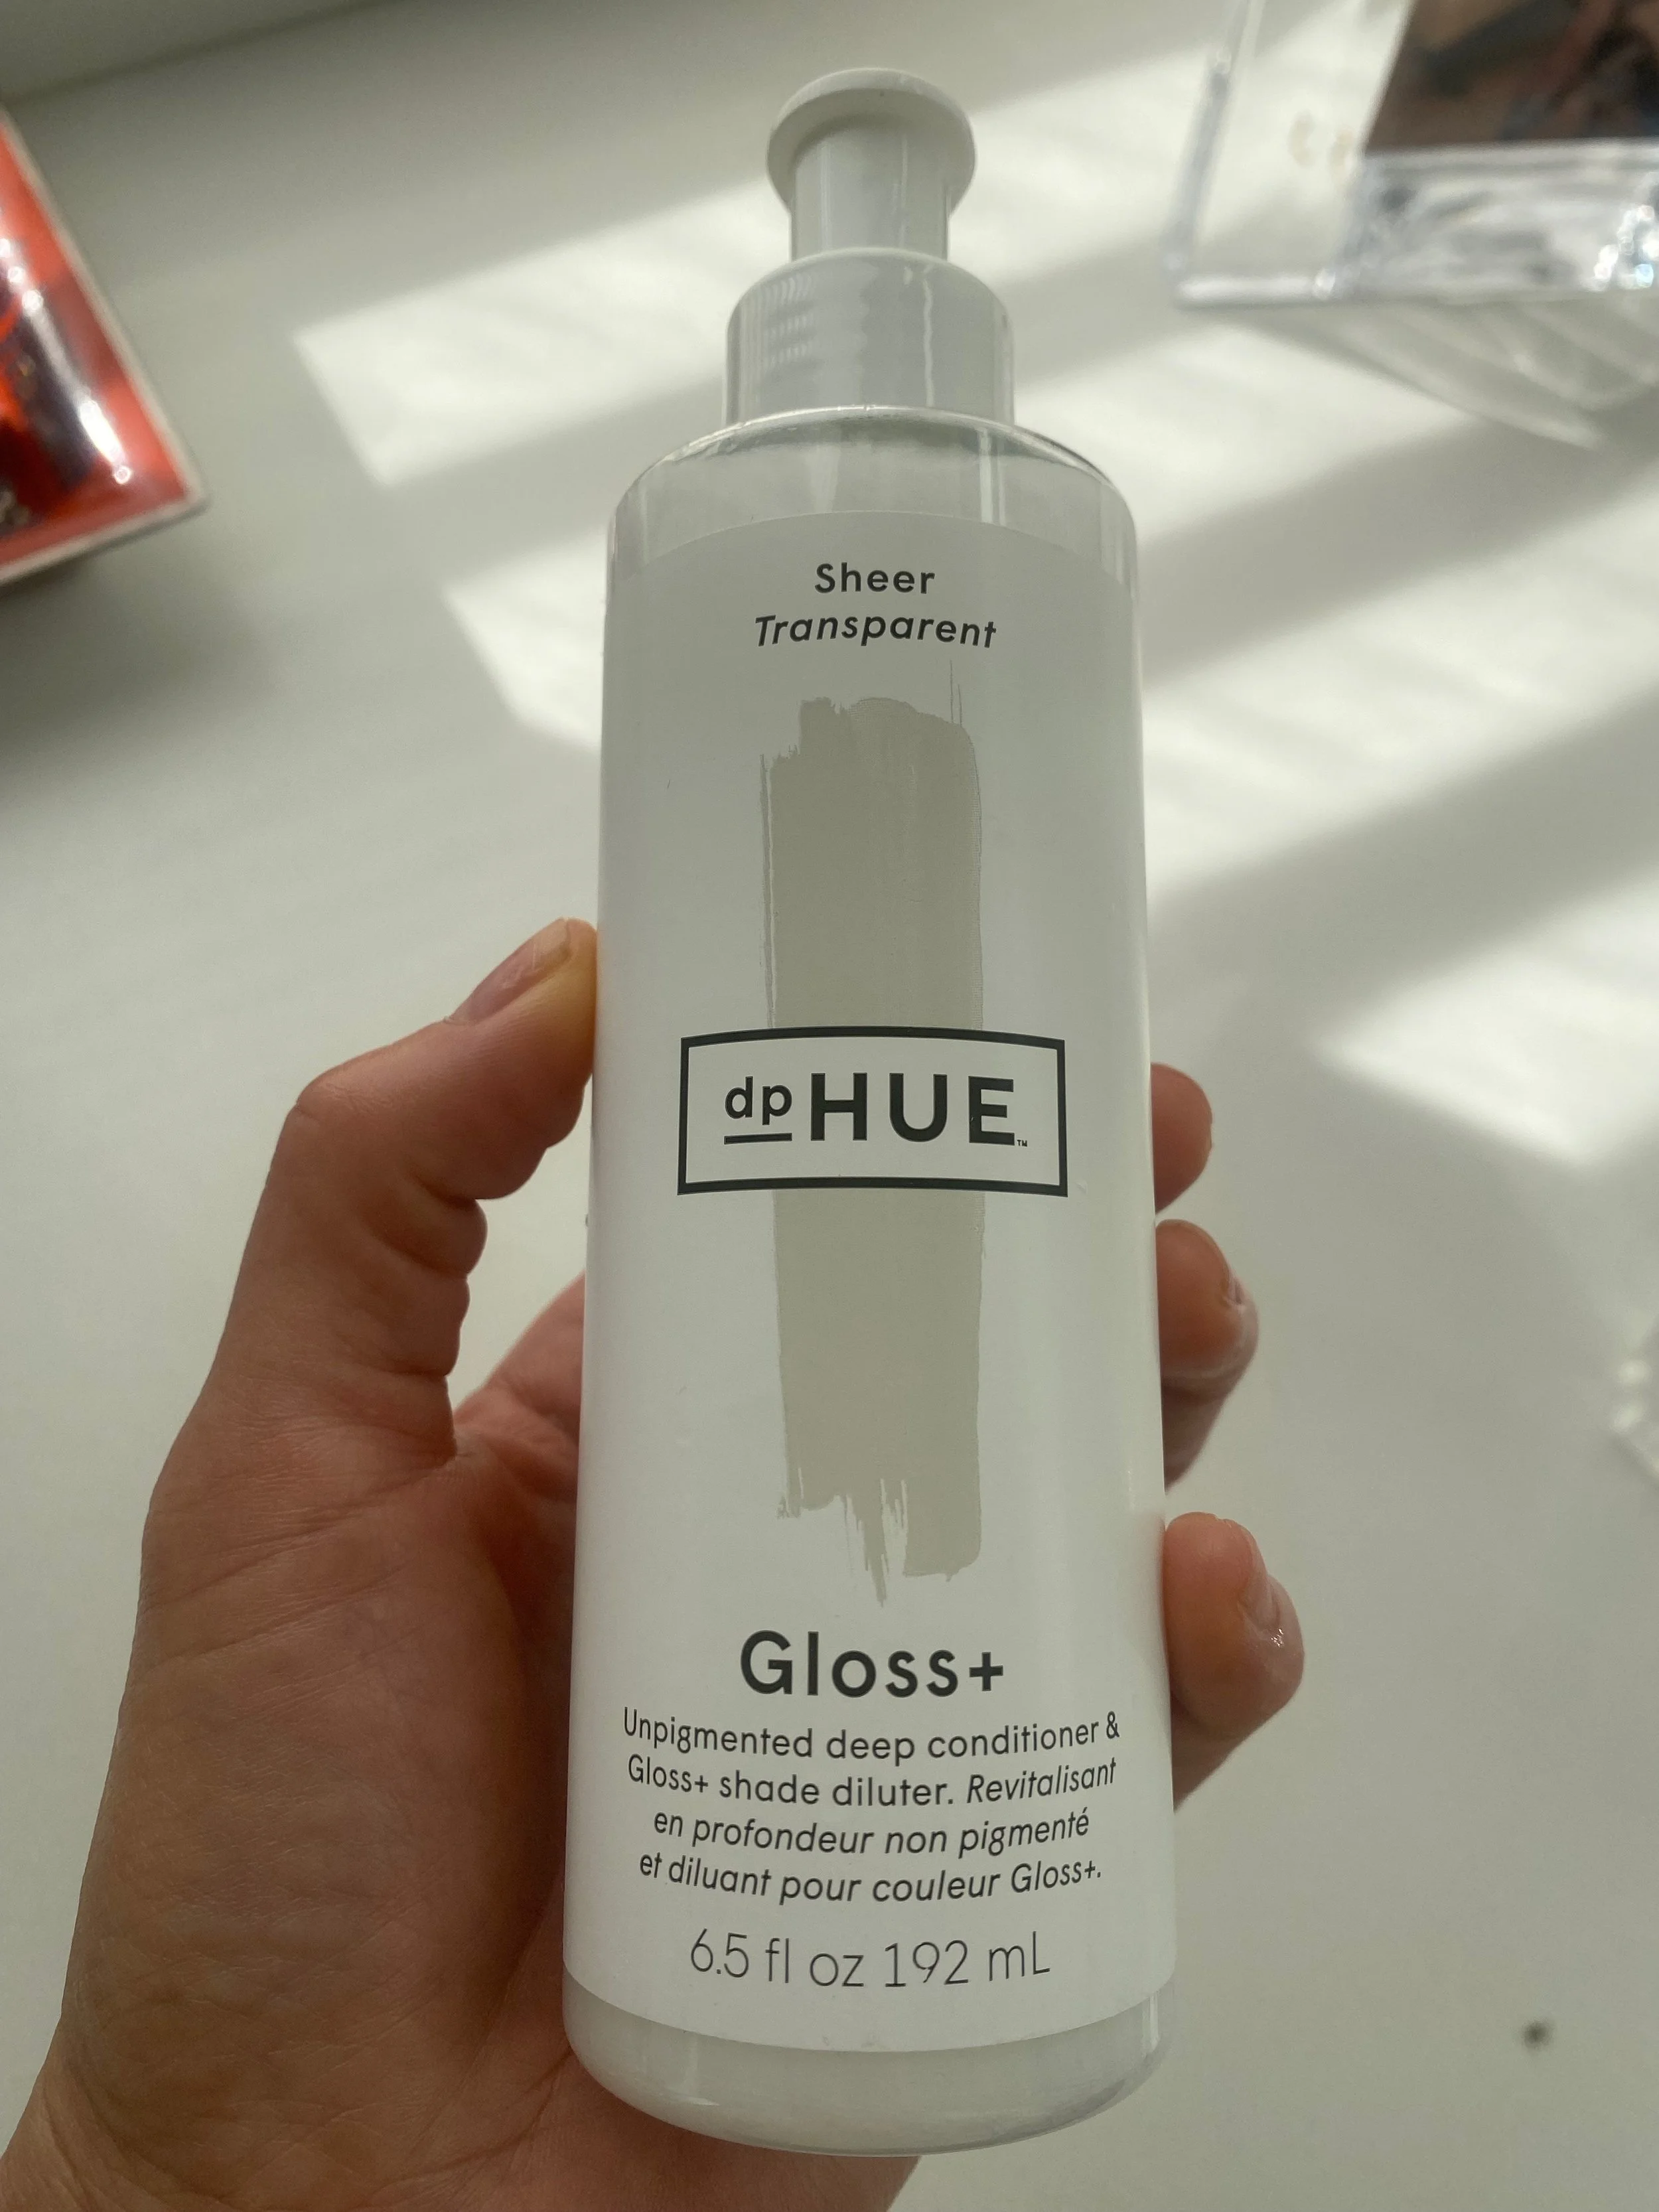 Sheer
Transparent
dpHUE™
Gloss+
Unpigmented deep conditioner &
Gloss+ shade diluter. Revitalisant
en profondeur non pigmenté
et diluant pour couleur Gloss+.
6.5 fl oz 192 mL